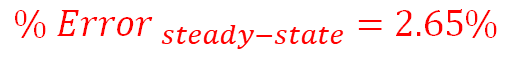 % Error steady−state = 2.65%